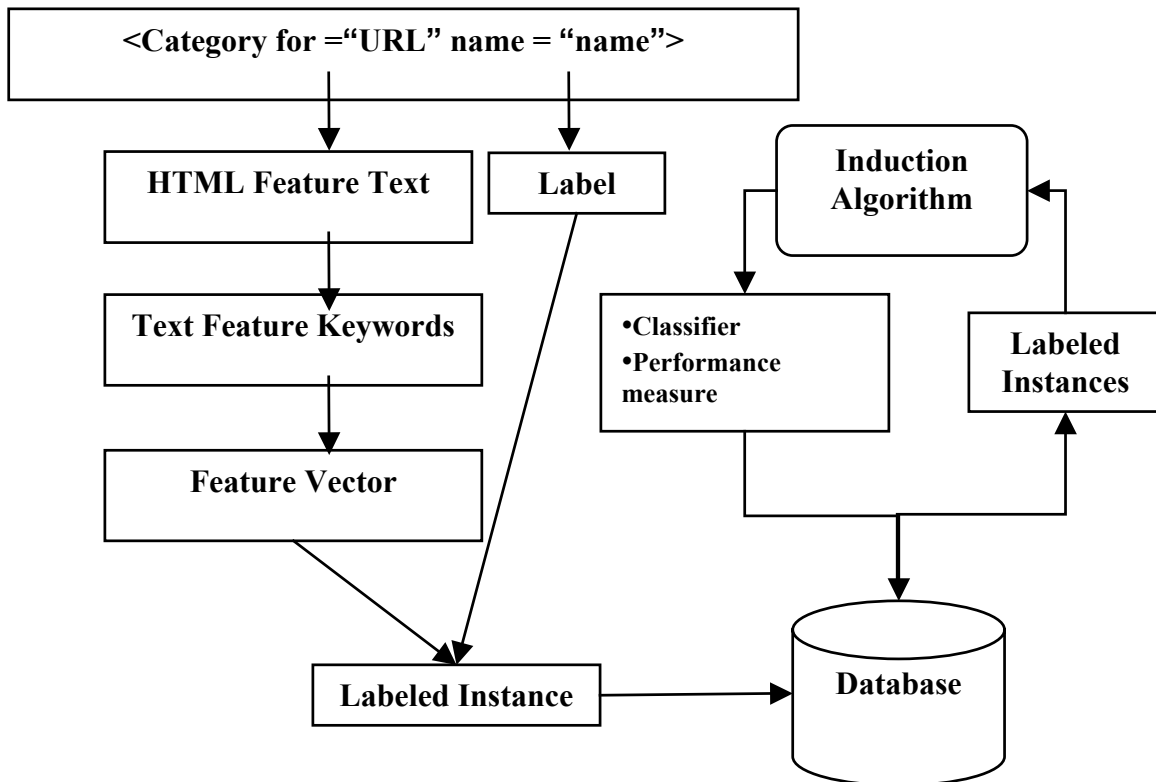 <Category for =“URL” name = “name”>
HTML Feature Text
Label
Induction
Algorithm
Text Feature Keywords
•Classifier
•Performance
measure
Labeled
Instances
Feature Vector
Labeled Instance
Database